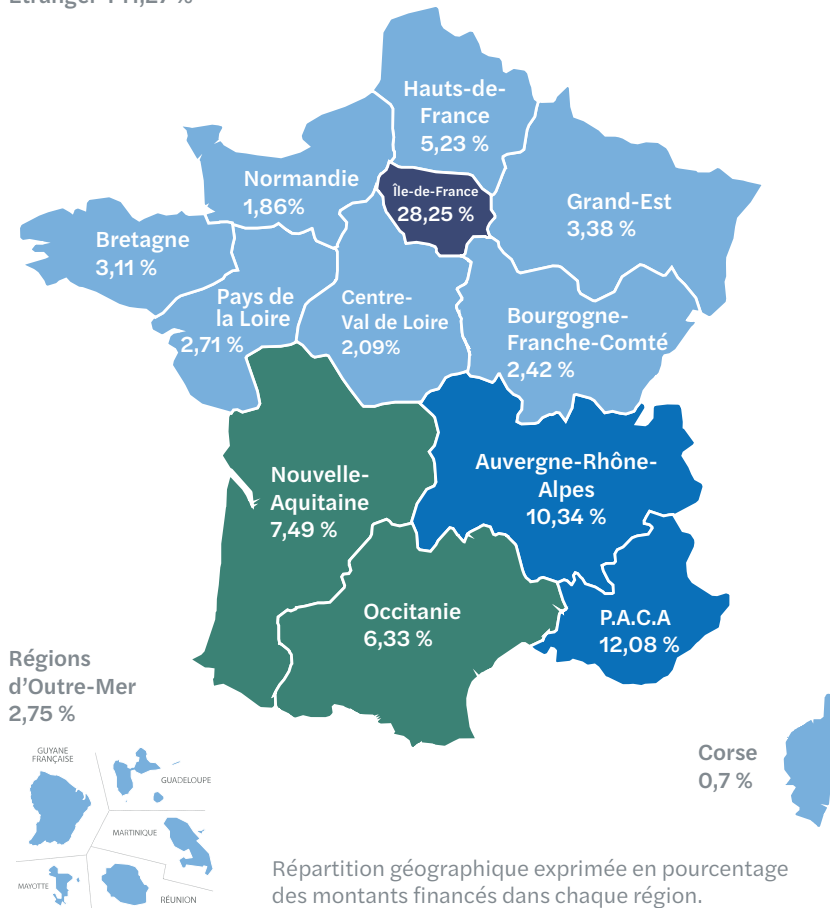 Hauts-de-
France
5,23 %
Normandie
1,86%
Île-de-France
28,25 %
Grand-Est
3,38 %
Bretagne
3,11 %
Pays de
la Loire
2,71 %
Centre-
Val de Loire
2,09%
Bourgogne-
Franche-Comté
2,42 %
Nouvelle-
Aquitaine
7,49 %
Auvergne-Rhône-
Alpes
10,34 %
Occitanie
6,33 %
P.A.C.A
12,08 %
Régions
d'Outre-Mer
2,75 %
Corse
0,7 %
GUYANE
FRANÇAISE
GUADELOUPE
MARTINIQUE
MAYOTTE
RÉUNION
Répartition géographique exprimée en pourcentage
des montants financés dans chaque région.